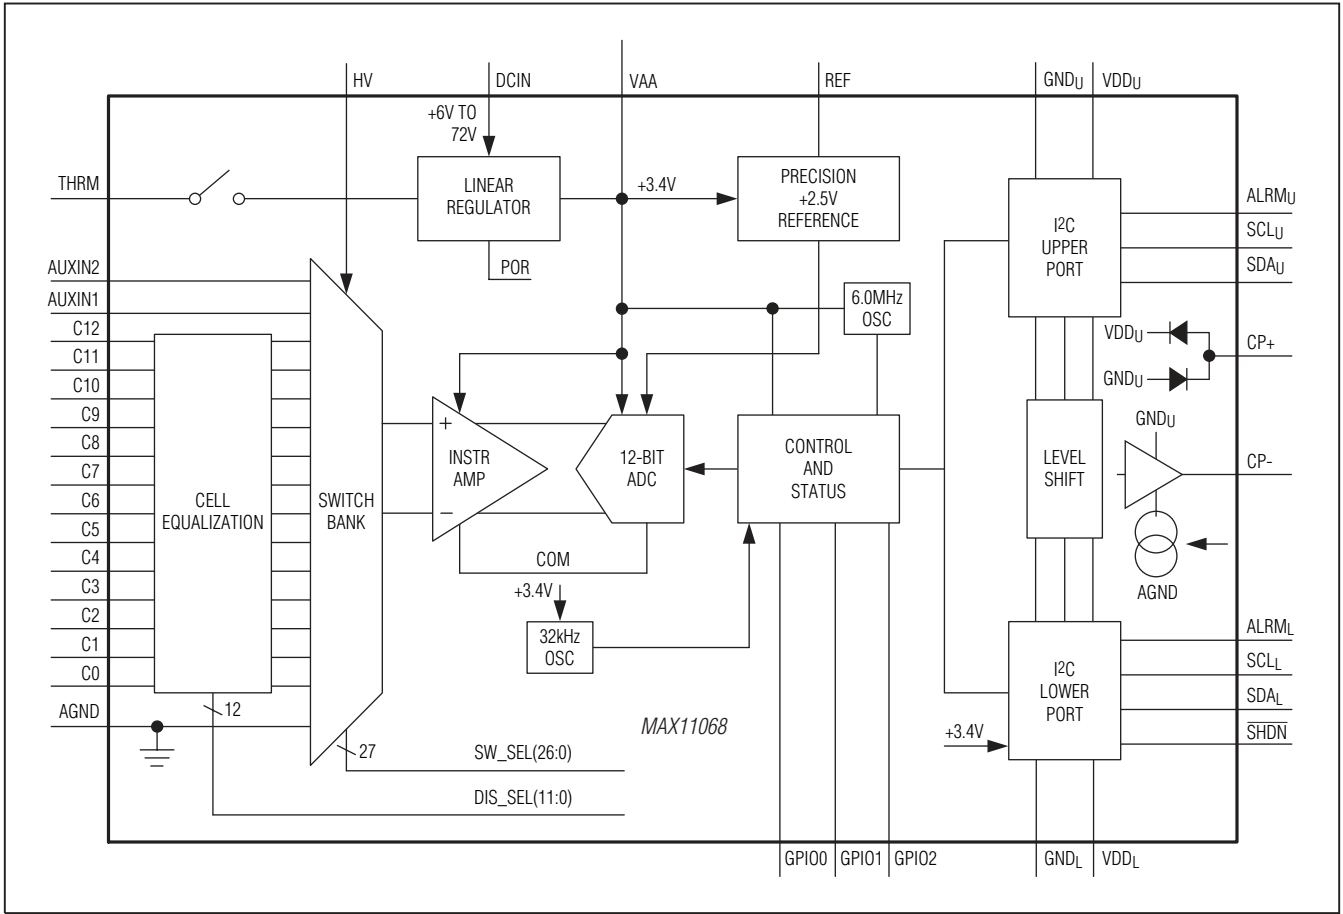 HV
DCIN
VAA
REF
GNDU
VDDU
+6V TO
72V
THRM
LINEAR
REGULATOR
+3.4V
PRECISION
+2.5V
REFERENCE
I2C
UPPER
PORT
ALRMU
SCLU
SDAU
POR
AUXIN2
AUXIN1
C12
C11
C10
C9
C8
C7
C6
C5
C4
C3
C2
C1
C0
AGND
CELL
EQUALIZATION
SWITCH
BANK
6.0MHz
OSC
VDDU
GNDU
CP+
+
−
INSTR
AMP
12-BIT
ADC
CONTROL
AND
STATUS
LEVEL
SHIFT
GNDU
CP-
AGND
COM
+3.4V
32kHz
OSC
I2C
LOWER
PORT
+3.4V
ALRML
SCLL
SDAL
SHDN
12
27
MAX11068
SW_SEL(26:0)
DIS_SEL(11:0)
GPIO0
GPIO1
GPIO2
GNDL
VDDL